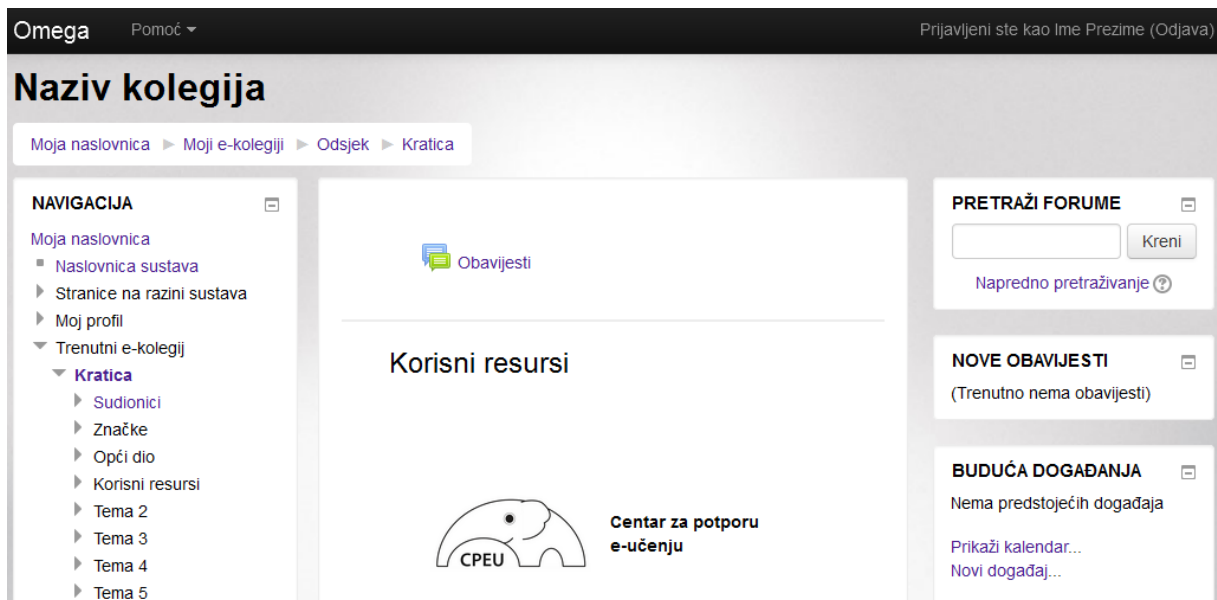 Omega
Pomoć
Prijavljeni ste kao Ime Prezime (Odjava)
Naziv kolegija
Moja naslovnica
Moji e-kolegiji
Odsjek
Kratica
NAVIGACIJA
Moja naslovnica
Naslovnica sustava
Stranice na razini sustava
Moj profil
Trenutni e-kolegij
Kratica
Sudionici
Značke
Opći dio
Korisni resursi
Tema 2
Tema 3
Tema 4
Tema 5
Obavijesti
Korisni resursi
CPEU
Centar za potporu
e-učenju
PRETRAŽI FORUME
Kreni
Napredno pretraživanje
?
NOVE OBAVIJESTI
(Trenutno nema obavijesti)
BUDUĆA DOGAĐANJA
Nema predstojećih događaja
Prikaži kalendar...
Novi događaj...